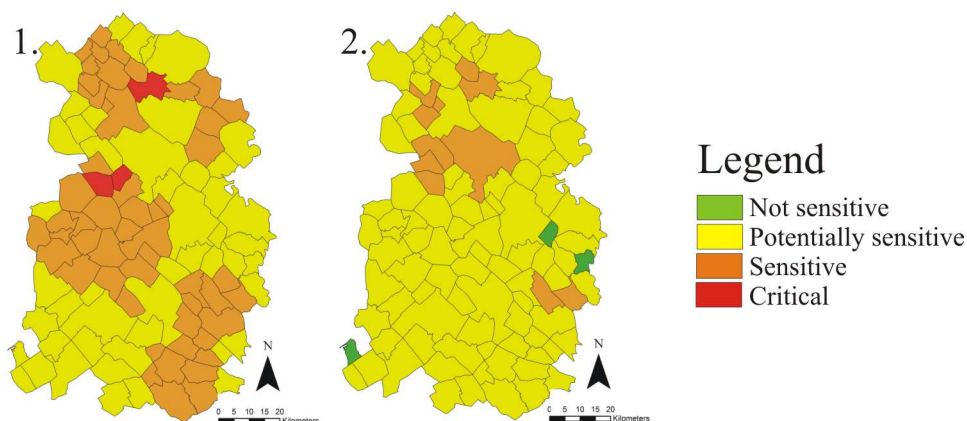 1.
2.
Legend
Not sensitive
Potentially sensitive
Sensitive
Critical
N
0 5 10 15 20
Kilometers
N
0 5 10 15 20
Kilometers